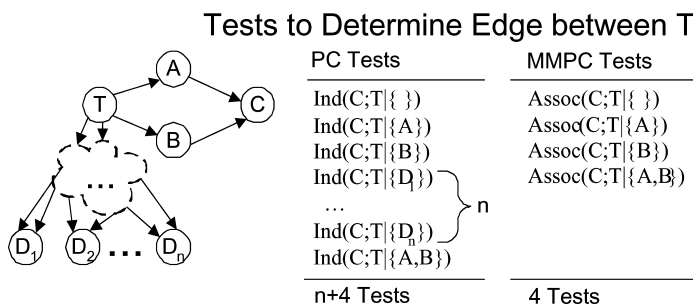 Tests to Determine Edge between T
A
T
C
B
...
D1
D2
...
Dn
PC Tests
Ind(C;T|{ })
Ind(C;T|{A})
Ind(C;T|{B})
Ind(C;T|{D1})
...
Ind(C;T|{Dn})
n
Ind(C;T|{A,B})
n+4 Tests
MMPC Tests
Assoc(C;T|{ })
Assoc(C;T|{A})
Assoc(C;T|{B})
Assoc(C;T|{A,B})
4 Tests